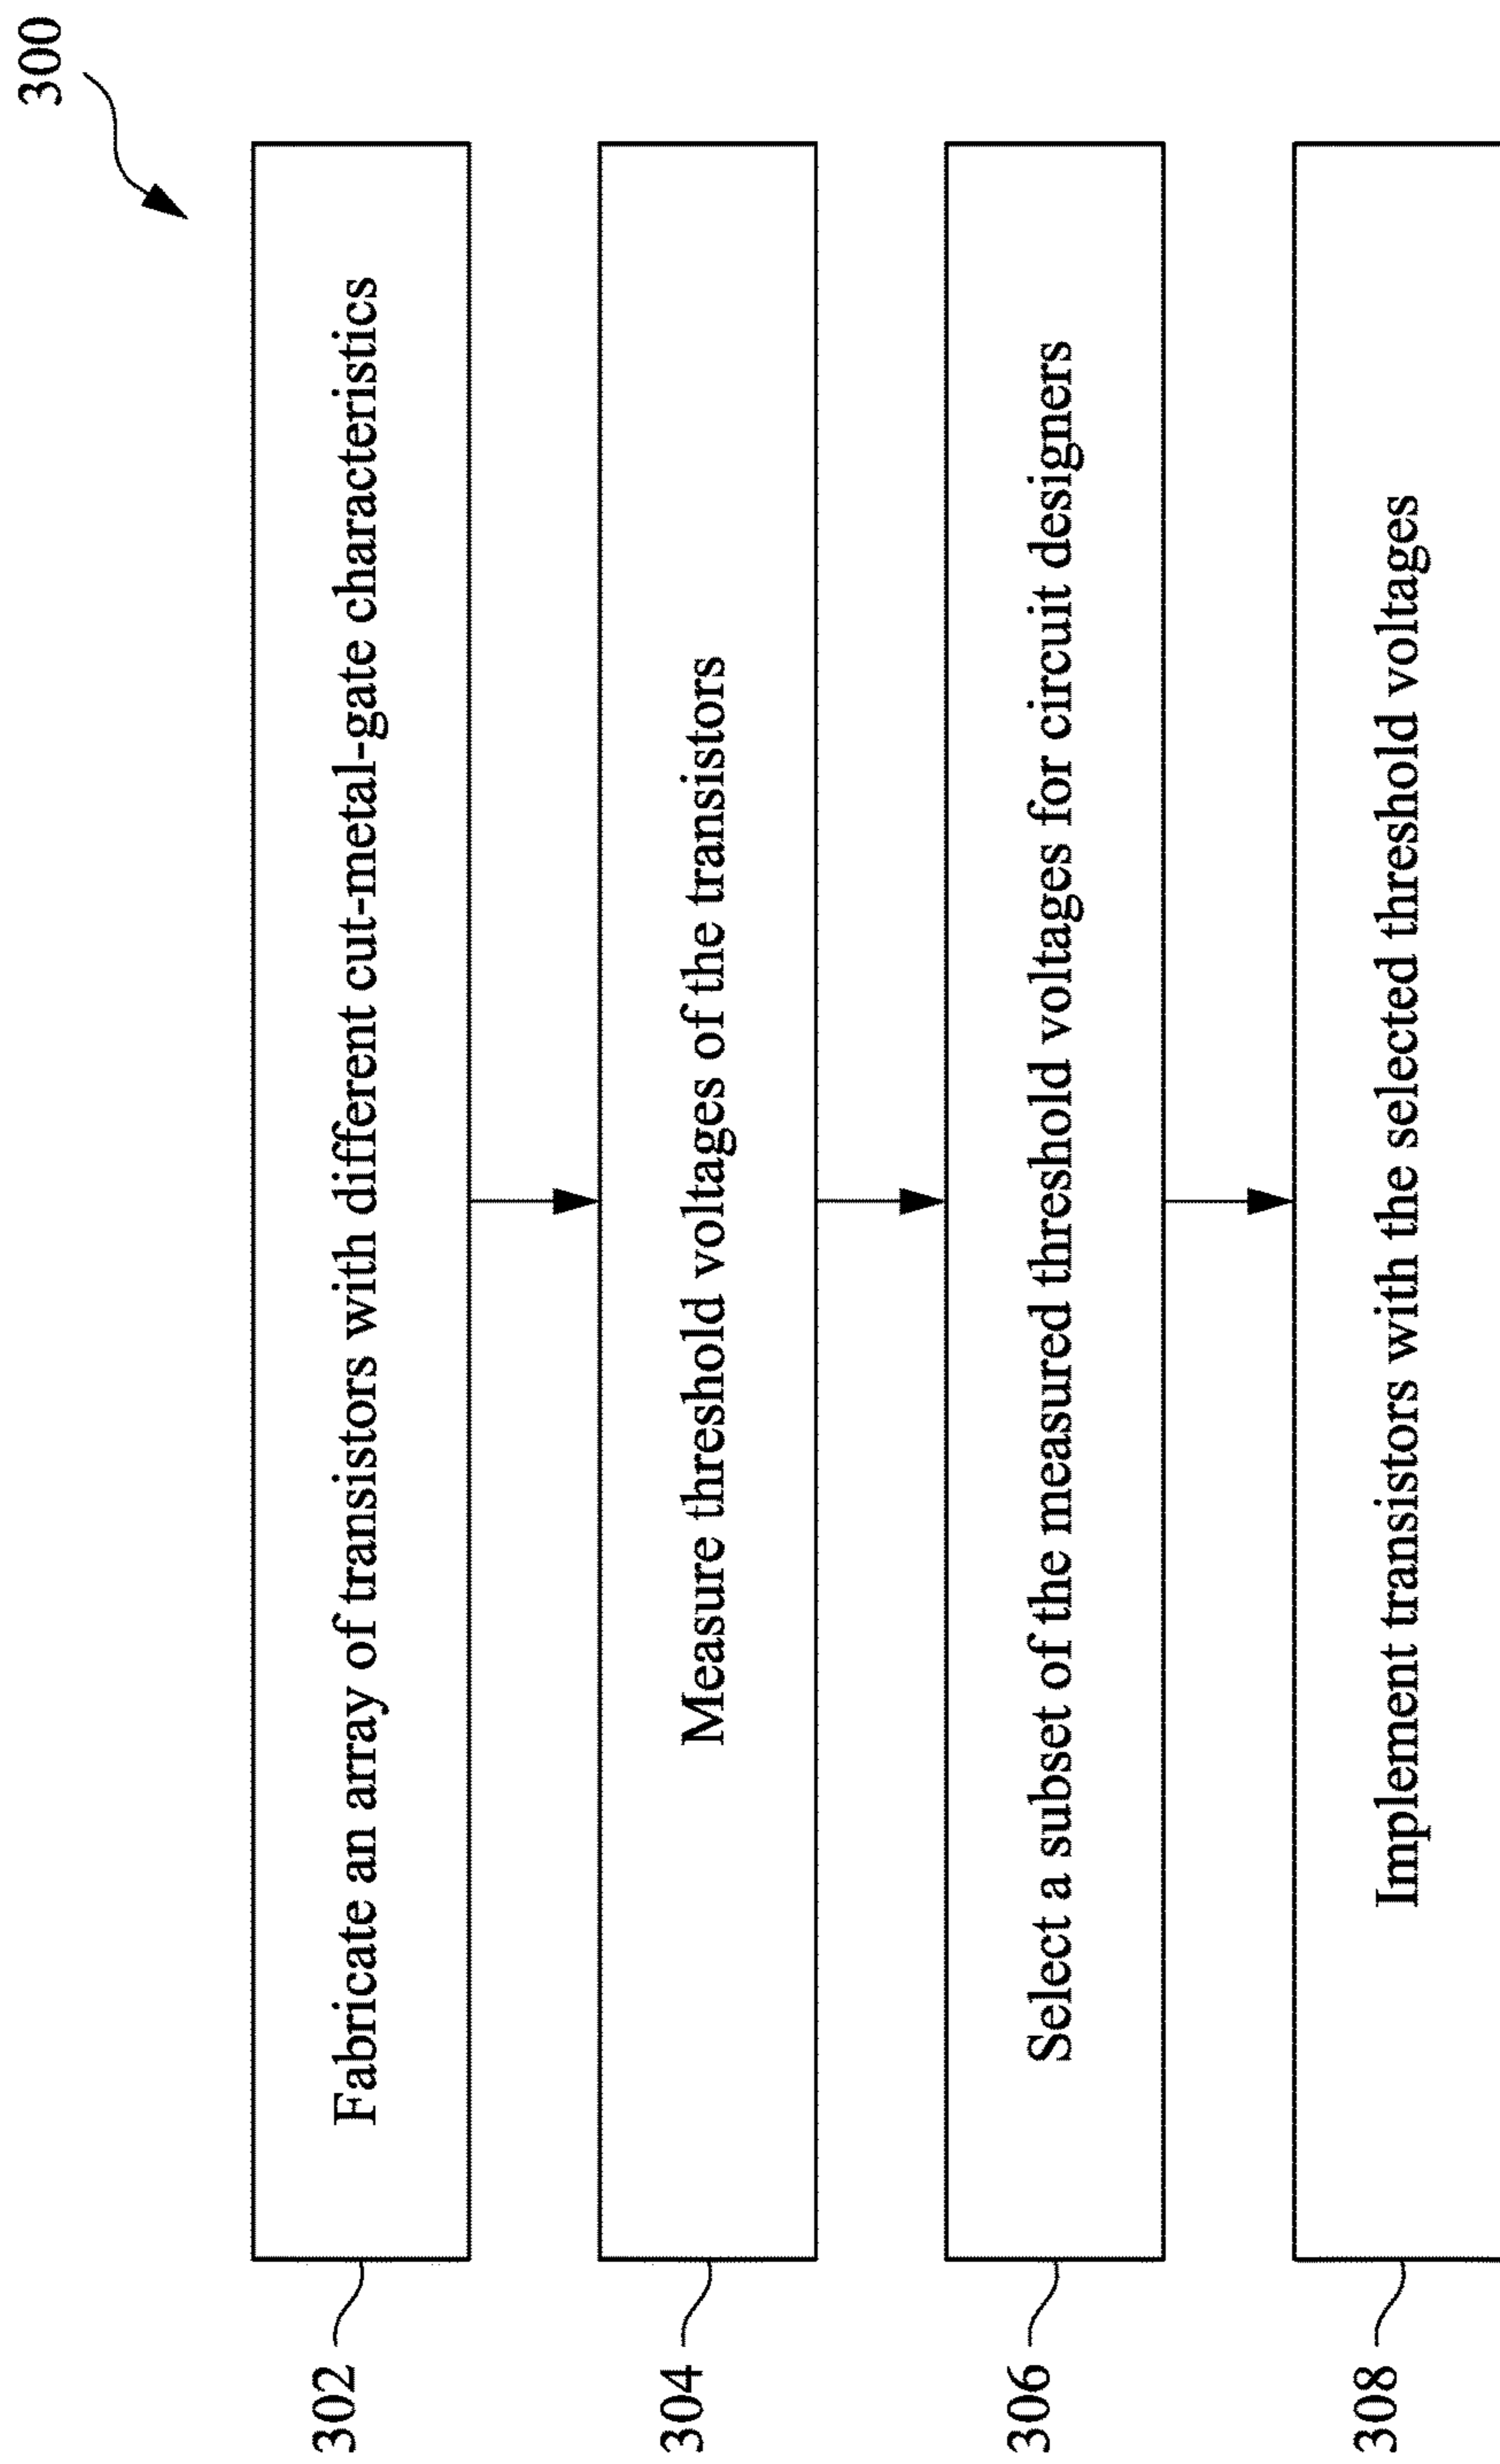 300
302
Fabricate an array of transistors with different cut-metal-gate characteristics
304
Measure threshold voltages of the transistors
306
Select a subset of the measured threshold voltages for circuit designers
308
Implement transistors with the selected threshold voltages